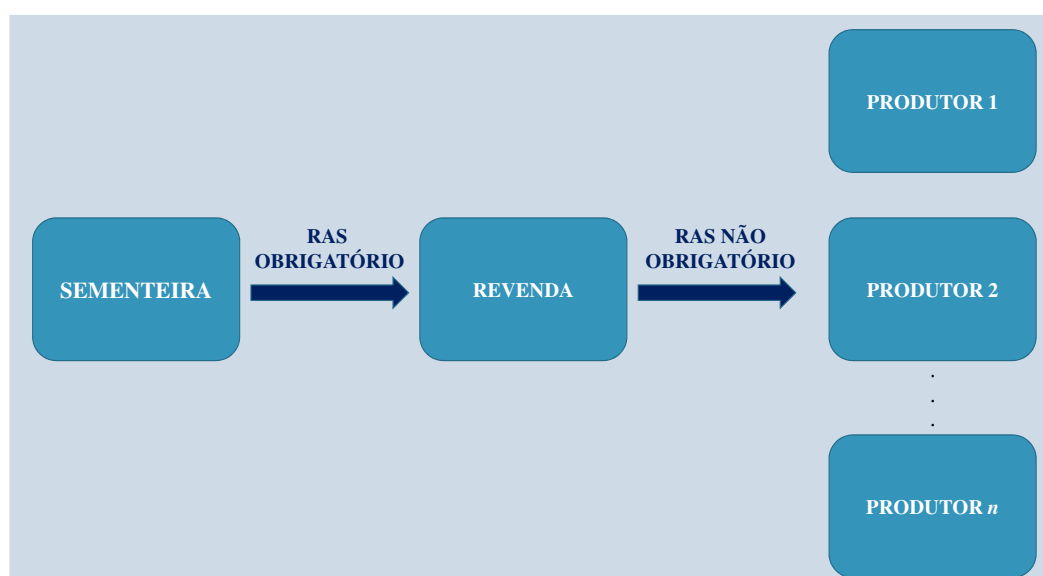 PRODUTOR 1
SEMENTEIRA
RAS
OBRIGATÓRIO
REVENDA
RAS NÃO
OBRIGATÓRIO
PRODUTOR 2
.
.
.
PRODUTOR n